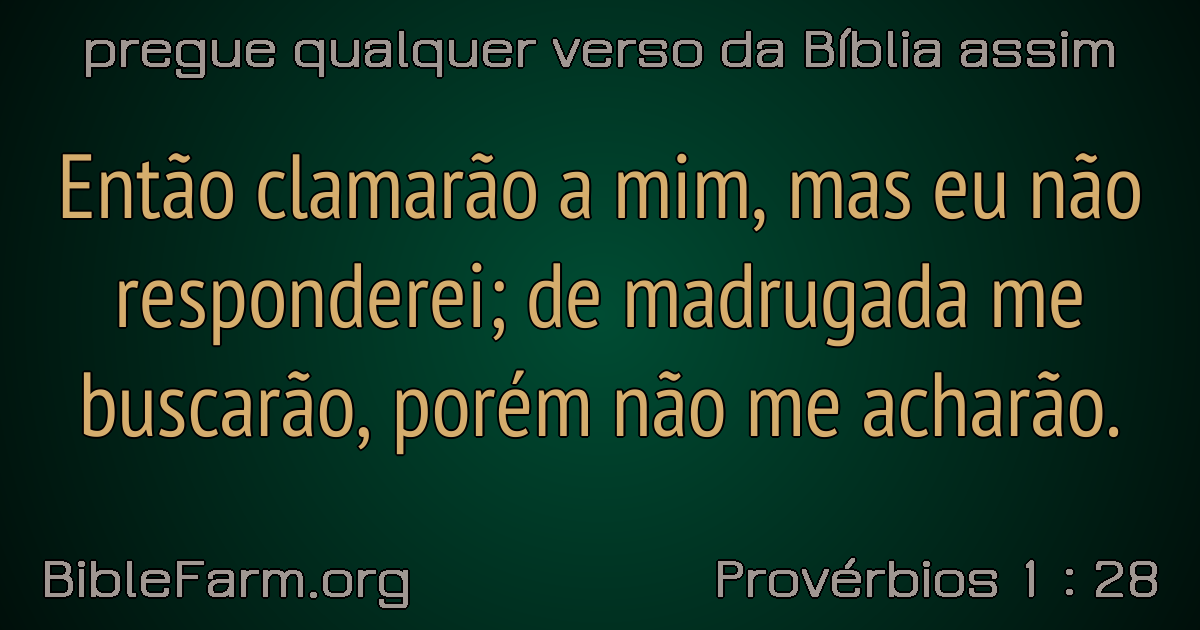 pregue qualquer verso da Bíblia assim
Então clamarão a mim, mas eu não
responderei; de madrugada me
buscarão, porém não me acharão.
BibleFarm.org
Provérbios 1 : 28